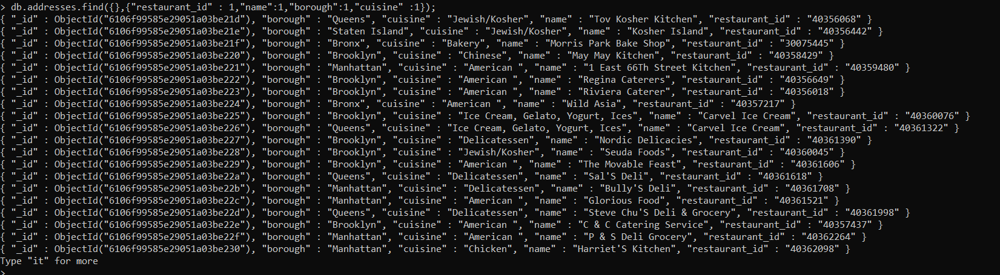 > db.addresses.find({},{"restaurant_id" : 1,"name":1,"borough":1,"cuisine" :1});
{ "_id" : ObjectId("6106f99585e29051a03be21d"), "borough" : "Queens", "cuisine" : "Jewish/Kosher", "name" : "Tov Kosher Kitchen", "restaurant_id" : "40356068" }
{ "_id" : ObjectId("6106f99585e29051a03be21e"), "borough" : "Staten Island", "cuisine" : "Jewish/Kosher", "name" : "Kosher Island", "restaurant_id" : "40356442" }
{ "_id" : ObjectId("6106f99585e29051a03be21f"), "borough" : "Bronx", "cuisine" : "Bakery", "name" : "Morris Park Bake Shop", "restaurant_id" : "30075445" }
{ "_id" : ObjectId("6106f99585e29051a03be220"), "borough" : "Brooklyn", "cuisine" : "Chinese", "name" : "May May Kitchen", "restaurant_id" : "40358429" }
{ "_id" : ObjectId("6106f99585e29051a03be221"), "borough" : "Manhattan", "cuisine" : "American ", "name" : "1 East 66Th Street Kitchen", "restaurant_id" : "40359480" }
{ "_id" : ObjectId("6106f99585e29051a03be222"), "borough" : "Brooklyn", "cuisine" : "American ", "name" : "Regina Caterers", "restaurant_id" : "40356649" }
{ "_id" : ObjectId("6106f99585e29051a03be223"), "borough" : "Brooklyn", "cuisine" : "American ", "name" : "Riviera Caterer", "restaurant_id" : "40356018" }
{ "_id" : ObjectId("6106f99585e29051a03be224"), "borough" : "Bronx", "cuisine" : "American ", "name" : "Wild Asia", "restaurant_id" : "40357217" }
{ "_id" : ObjectId("6106f99585e29051a03be225"), "borough" : "Brooklyn", "cuisine" : "Ice Cream, Gelato, Yogurt, Ices", "name" : "Carvel Ice Cream", "restaurant_id" : "40360076" }
{ "_id" : ObjectId("6106f99585e29051a03be226"), "borough" : "Queens", "cuisine" : "Ice Cream, Gelato, Yogurt, Ices", "name" : "Carvel Ice Cream", "restaurant_id" : "40361322" }
{ "_id" : ObjectId("6106f99585e29051a03be227"), "borough" : "Brooklyn", "cuisine" : "Delicatessen", "name" : "Nordic Delicacies", "restaurant_id" : "40361390" }
{ "_id" : ObjectId("6106f99585e29051a03be228"), "borough" : "Brooklyn", "cuisine" : "Jewish/Kosher", "name" : "Seuda Foods", "restaurant_id" : "40360045" }
{ "_id" : ObjectId("6106f99585e29051a03be229"), "borough" : "Brooklyn", "cuisine" : "American ", "name" : "The Movable Feast", "restaurant_id" : "40361606" }
{ "_id" : ObjectId("6106f99585e29051a03be22a"), "borough" : "Queens", "cuisine" : "Delicatessen", "name" : "Sal'S Deli", "restaurant_id" : "40361618" }
{ "_id" : ObjectId("6106f99585e29051a03be22b"), "borough" : "Manhattan", "cuisine" : "Delicatessen", "name" : "Bully'S Deli", "restaurant_id" : "40361708" }
{ "_id" : ObjectId("6106f99585e29051a03be22c"), "borough" : "Manhattan", "cuisine" : "American ", "name" : "Glorious Food", "restaurant_id" : "40361521" }
{ "_id" : ObjectId("6106f99585e29051a03be22d"), "borough" : "Queens", "cuisine" : "Delicatessen", "name" : "Steve Chu'S Deli & Grocery", "restaurant_id" : "40361998" }
{ "_id" : ObjectId("6106f99585e29051a03be22e"), "borough" : "Brooklyn", "cuisine" : "American ", "name" : "C & C Catering Service", "restaurant_id" : "40357437" }
{ "_id" : ObjectId("6106f99585e29051a03be22f"), "borough" : "Manhattan", "cuisine" : "American ", "name" : "P & S Deli Grocery", "restaurant_id" : "40362264" }
{ "_id" : ObjectId("6106f99585e29051a03be230"), "borough" : "Manhattan", "cuisine" : "Chicken", "name" : "Harriet'S Kitchen", "restaurant_id" : "40362098" }
Type "it" for more
>